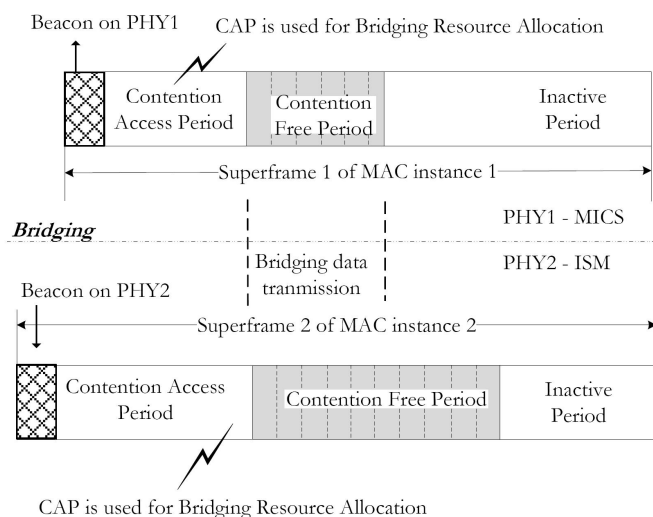 Beacon on PHY1
CAP is used for Bridging Resource Allocation
Contention
Access Period
Contention
Free Period
Inactive
Period
Superframe 1 of MAC instance 1
PHY1 - MICS
Bridging
PHY2 - ISM
Bridging data
tranmission
Beacon on PHY2
Superframe 2 of MAC instance 2
Contention Access
Period
Contention Free Period
Inactive
Period
CAP is used for Bridging Resource Allocation